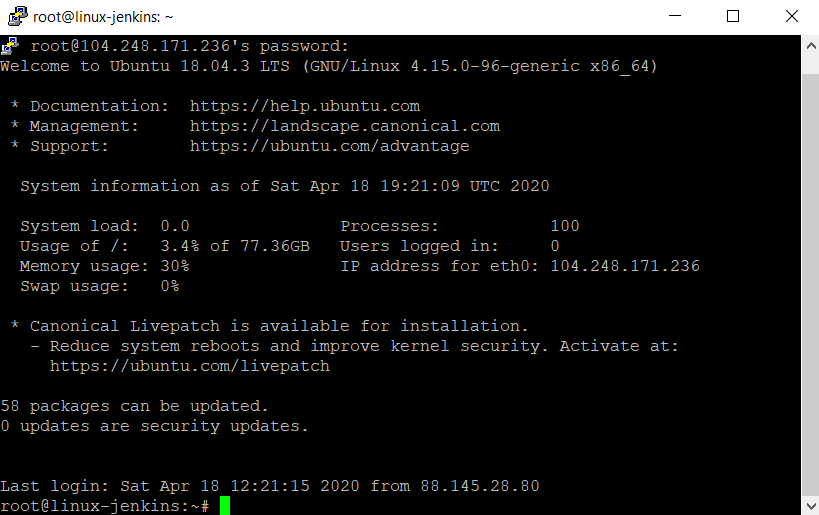 root@linux-jenkins: ~
root@104.248.171.236's password:
Welcome to Ubuntu 18.04.3 LTS (GNU/Linux 4.15.0-96-generic x86_64)
* Documentation:  https://help.ubuntu.com
* Management:     https://landscape.canonical.com
* Support:        https://ubuntu.com/advantage
System information as of Sat Apr 18 19:21:09 UTC 2020
System load:  0.0               Processes:           100
Usage of /:   3.4% of 77.36GB   Users logged in:     0
Memory usage: 30%               IP address for eth0: 104.248.171.236
Swap usage:   0%
* Canonical Livepatch is available for installation.
- Reduce system reboots and improve kernel security. Activate at:
https://ubuntu.com/livepatch
58 packages can be updated.
0 updates are security updates.
Last login: Sat Apr 18 12:21:15 2020 from 88.145.28.80
root@linux-jenkins:~#